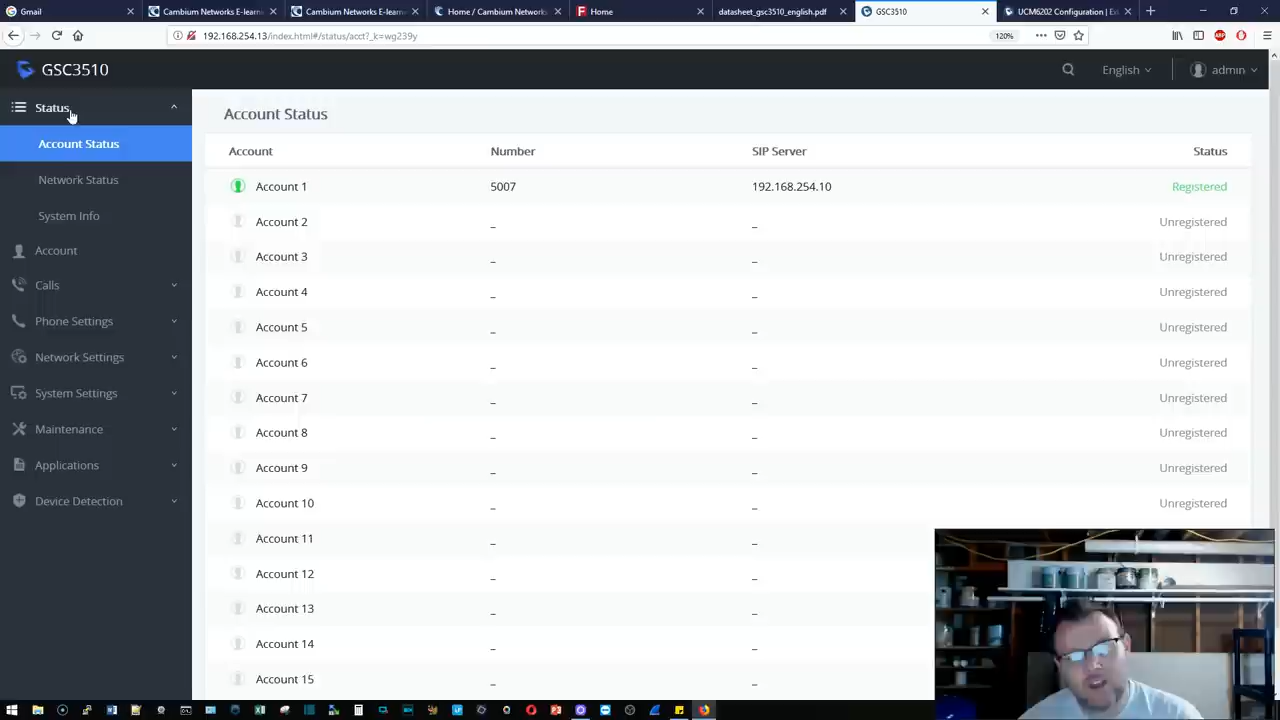 Gmail
Cambium Networks E-learn
Cambium Networks E-learn
Home / Cambium Networks
Home
datasheet_gsc3510_english.pdf
GSC3510
UCM6202 Configuration | Ex
192.168.254.13/index.html#/status/acct?_k=wg239y
120%
GSC3510
English
admin
Status
Account Status
Network Status
System Info
Account
Calls
Phone Settings
Network Settings
System Settings
Maintenance
Applications
Device Detection
Account Status
Account Number SIP Server Status
Account 1 5007 192.168.254.10 Registered
Account 2 _ _ Unregistered
Account 3 _ _ Unregistered
Account 4 _ _ Unregistered
Account 5 _ _ Unregistered
Account 6 _ _ Unregistered
Account 7 _ _ Unregistered
Account 8 _ _ Unregistered
Account 9 _ _ Unregistered
Account 10 _ _ Unregistered
Account 11 _ _
Account 12 _ _
Account 13 _ _
Account 14 _ _
Account 15 _ _